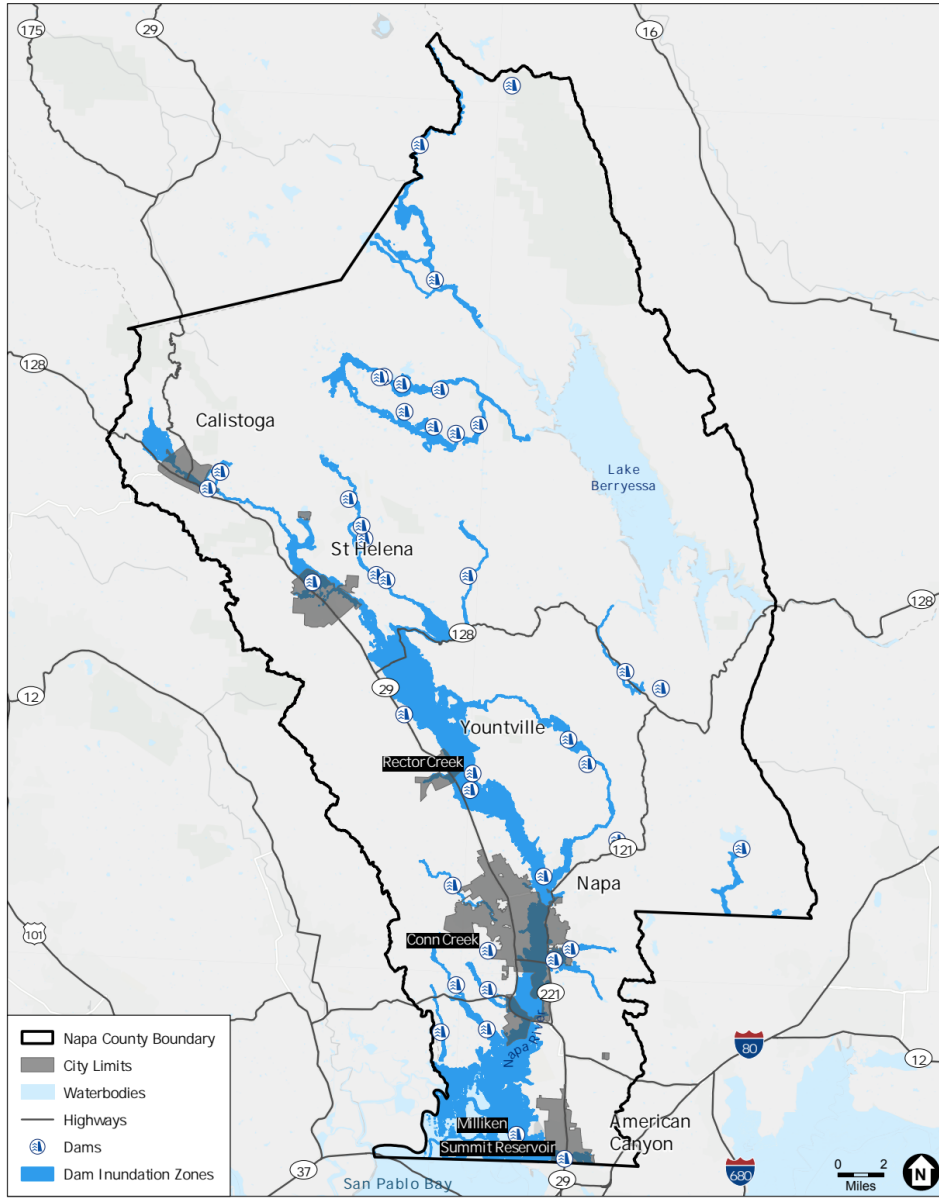 175
29
16
128
Calistoga
Lake
Berryessa
St Helena
128
128
12
29
Yountville
Rector Creek
121
Napa
101
Conn Creek
221
Napa River
80
12
Milliken
Summit Reservoir
American
Canyon
37
29
San Pablo Bay
680
Napa County Boundary
City Limits
Waterbodies
Highways
Dams
Dam Inundation Zones
0 2
Miles
N